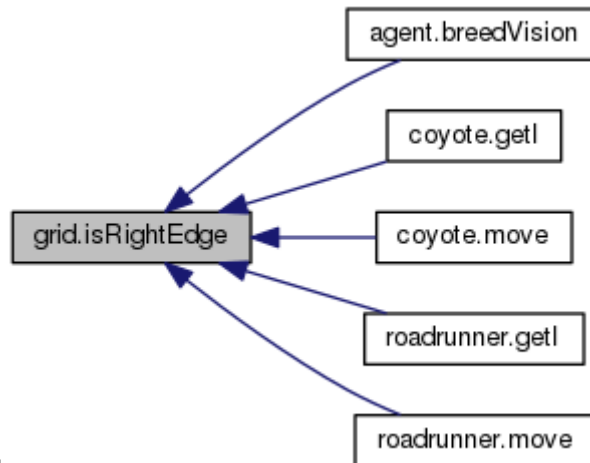 agent.breedVision
coyote.getI
grid.isRightEdge
coyote.move
roadrunner.getI
roadrunner.move